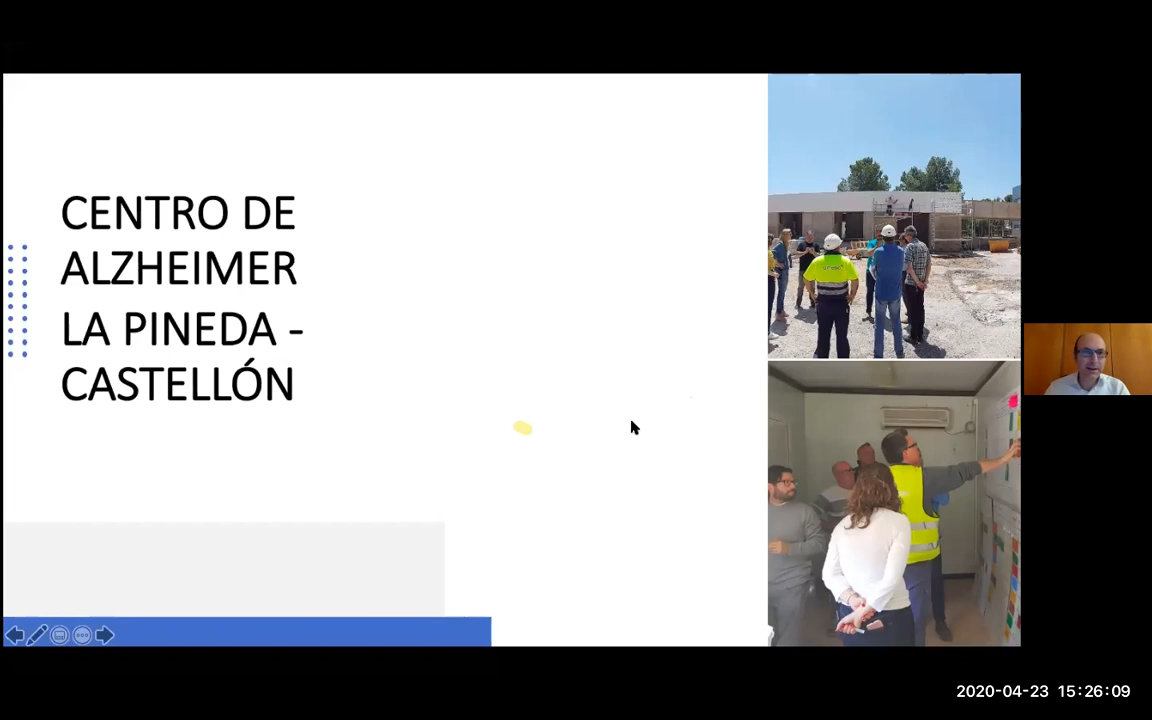 CENTRO DE
ALZHEIMER
LA PINEDA -
CASTELLÓN
2020-04-23 15:26:09